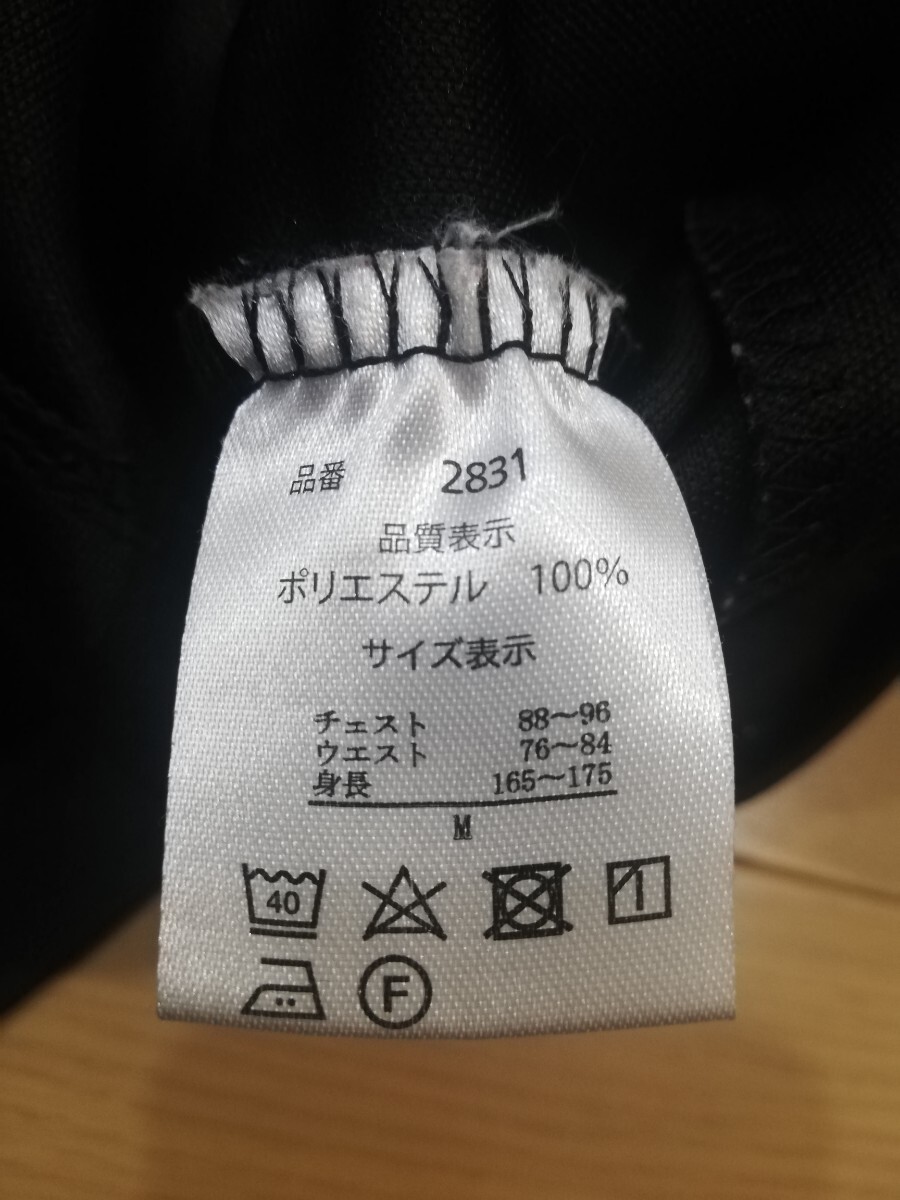 品番 2831
品質表示
ポリエステル 100%
サイズ表示
チェスト 88〜96
ウエスト 76〜84
身長 165〜175
M
40
F